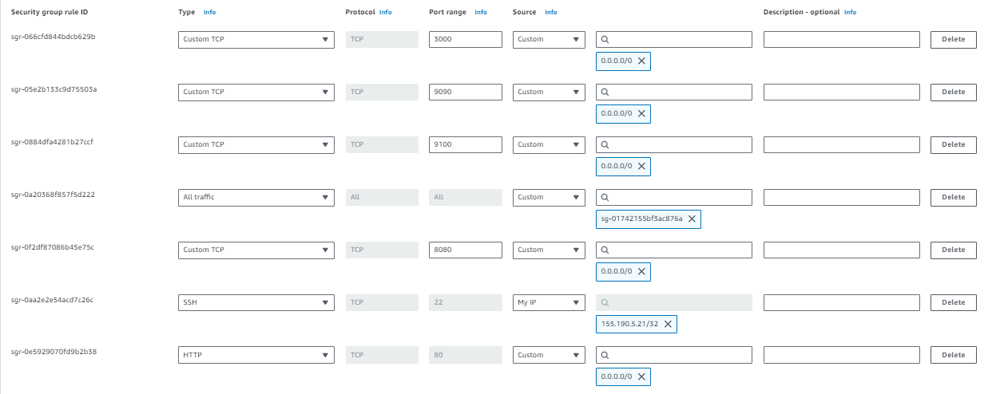 Security group rule ID Type Info Protocol Info Port range Info Source Info Description - optional Info
sgr-066cfd844bdcb629b Custom TCP TCP 3000 Custom Delete
0.0.0.0/0
sgr-05e2b133c9d75503a Custom TCP TCP 9090 Custom Delete
0.0.0.0/0
sgr-0884dfa4281b27ccf Custom TCP TCP 9100 Custom Delete
0.0.0.0/0
sgr-0a20368f857f5d222 All traffic All All Custom Delete
sg-01742155bf3ac876a
sgr-0f2df87086b45e75c Custom TCP TCP 8080 Custom Delete
0.0.0.0/0
sgr-0aa2e2e54acd7c26c SSH TCP 22 My IP Delete
155.190.5.21/32
sgr-0e5929070fd9b2b38 HTTP TCP 80 Custom Delete
0.0.0.0/0